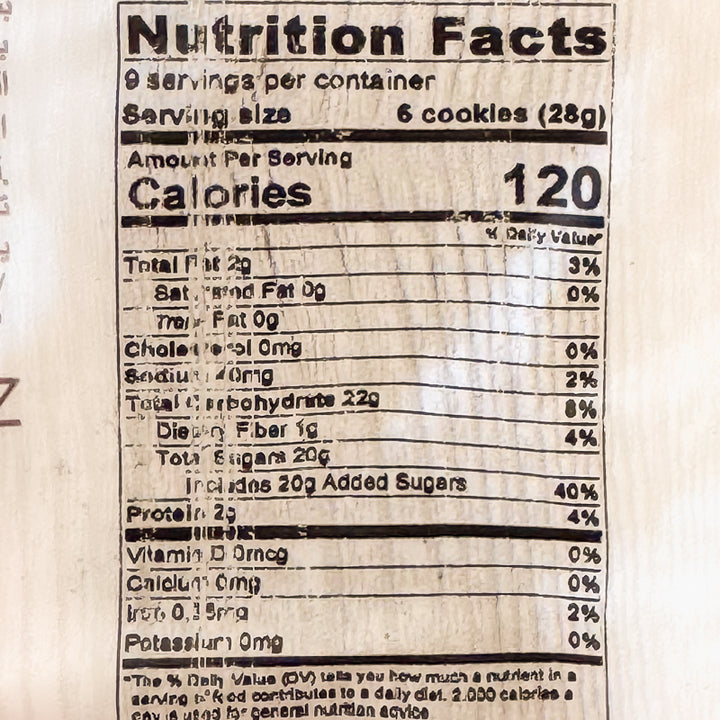 Nutrition Facts
9 servings per container
Serving size 6 cookies (28g)
Amount Per Serving
Calories 120
% Daily Value*
Total Fat 2g 3%
Saturated Fat 0g 0%
Trans Fat 0g
Cholesterol 0mg 0%
Sodium 40mg 2%
Total Carbohydrate 22g 8%
Dietary Fiber 1g 4%
Total Sugars 20g
Includes 20g Added Sugars 40%
Protein 2g 4%
Vitamin D 0mcg 0%
Calcium 0mg 0%
Iron 2%
Potassium 0mg 0%
*The % Daily Value (DV) tells you how much a nutrient in a
serving of food contributes to a daily diet. 2,000 calories a
day is used for general nutrition advice